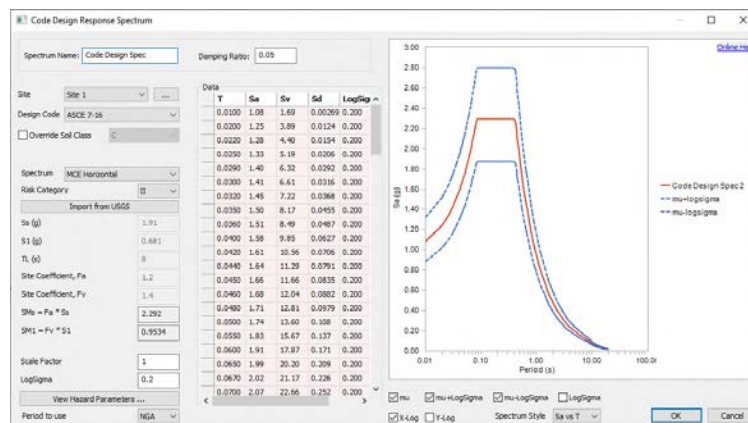 Code Design Response Spectrum
Spectrum Name: Code Design Spec
Damping Ratio: 0.05
Online He
Site Site 1 ...
Design Code ASCE 7-16
Override Soil Class C
Spectrum MCE Horizontal
Risk Category II
Import from USGS
Ss (g) 1.91
S1 (g) 0.681
TL (s) 8
Site Coefficient, Fa 1.2
Site Coefficient, Fv 1.4
SMs = Fa * Ss 2.292
SM1 = Fv * S1 0.9534
Scale Factor 1
LogSigma 0.2
View Hazard Parameters ...
Period to use NGA
Data
T Sa Sv Sd LogSig
0.0100 1.08 1.69 0.00269 0.200
0.0200 1.25 3.89 0.0124 0.200
0.0220 1.28 4.40 0.0154 0.200
0.0250 1.33 5.19 0.0206 0.200
0.0290 1.40 6.32 0.0292 0.200
0.0300 1.41 6.61 0.0316 0.200
0.0320 1.45 7.22 0.0368 0.200
0.0350 1.50 8.17 0.0455 0.200
0.0360 1.51 8.49 0.0487 0.200
0.0400 1.58 9.85 0.0627 0.200
0.0420 1.61 10.56 0.0706 0.200
0.0440 1.64 11.29 0.0791 0.200
0.0450 1.66 11.66 0.0835 0.200
0.0460 1.68 12.04 0.0882 0.200
0.0480 1.71 12.81 0.0979 0.200
0.0500 1.74 13.60 0.108 0.200
0.0550 1.83 15.67 0.137 0.200
0.0600 1.91 17.87 0.171 0.200
0.0650 1.99 20.20 0.209 0.200
0.0670 2.02 21.17 0.226 0.200
0.0700 2.07 22.66 0.252 0.200
Sa (g)
3.00
2.70
2.40
2.10
1.80
1.50
1.20
0.90
0.60
0.30
0.00
0.01 0.10 1.00 10.00 100.0
Period (s)
Code Design Spec 2
mu+logsigma
mu-logsigma
mu mu+LogSigma mu-LogSigma LogSigma
X-Log Y-Log Spectrum Style Sa vs T OK Cancel